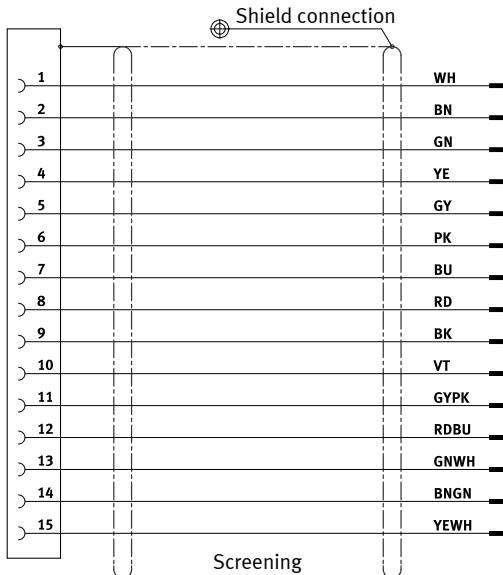 Shield connection
1 WH
2 BN
3 GN
4 YE
5 GY
6 PK
7 BU
8 RD
9 BK
10 VT
11 GYPK
12 RDBU
13 GNWH
14 BNGN
15 YEWH
Screening